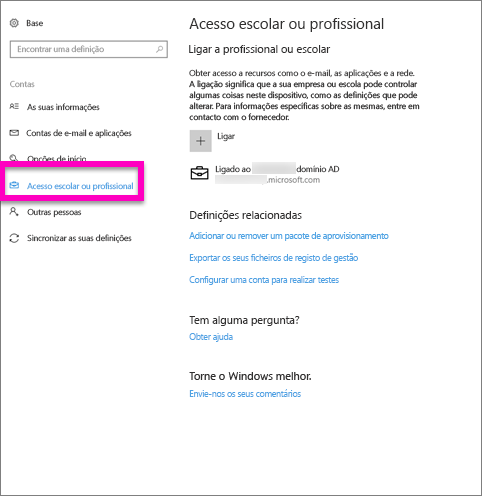 Base
Encontrar uma definição
Contas
As suas informações
Contas de e-mail e aplicações
Opções de início
Acesso escolar ou profissional
Outras pessoas
Sincronizar as suas definições
Acesso escolar ou profissional
Ligar a profissional ou escolar
Obter acesso a recursos como o e-mail, as aplicações e a rede.
A ligação significa que a sua empresa ou escola pode controlar
algumas coisas neste dispositivo, como as definições que pode
alterar. Para informações específicas sobre as mesmas, entre em
contacto com o fornecedor.
Ligar
Ligado ao domínio AD
.microsoft.com
Definições relacionadas
Adicionar ou remover um pacote de aprovisionamento
Exportar os seus ficheiros de registo de gestão
Configurar uma conta para realizar testes
Tem alguma pergunta?
Obter ajuda
Torne o Windows melhor.
Envie-nos os seus comentários